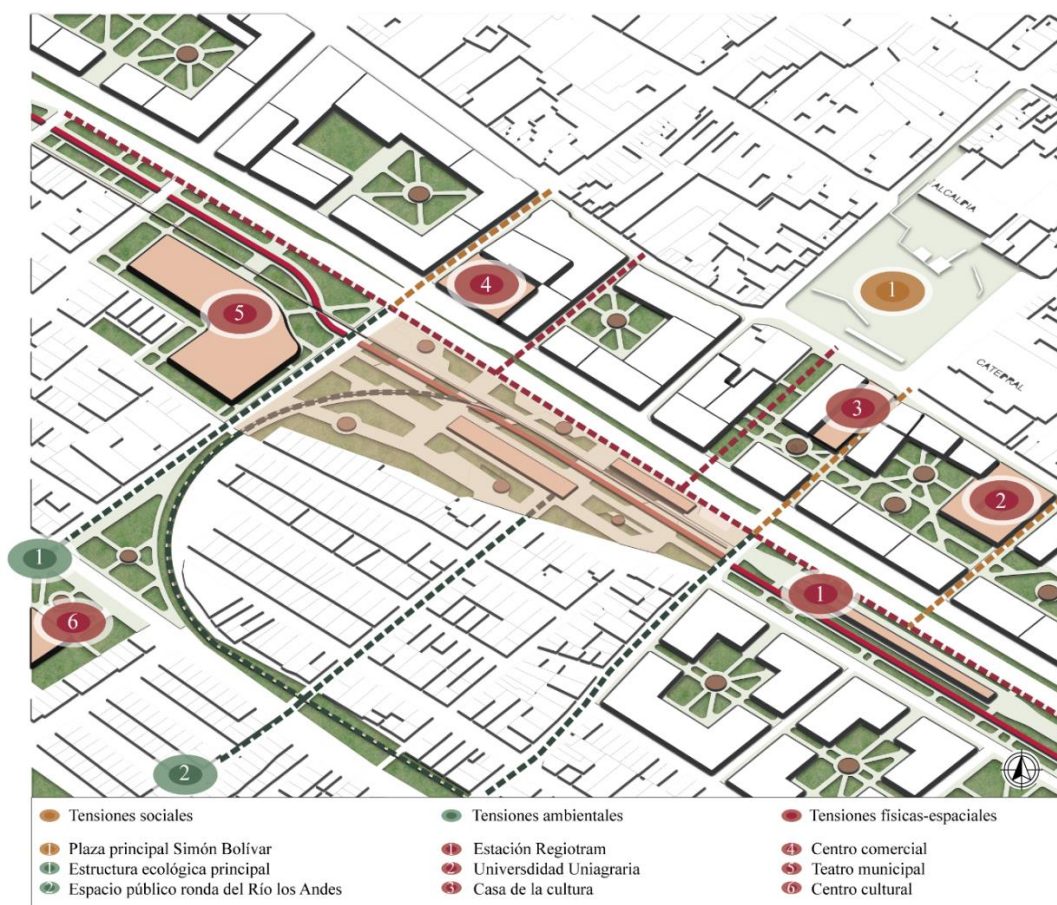 ALCALDIA
1
4
5
CATEDRAL
3
2
1
6
1
2
Tensiones sociales
Tensiones ambientales
Tensiones físicas-espaciales
1 Plaza principal Simón Bolívar
1 Estación Regiotram
4 Centro comercial
1 Estructura ecológica principal
2 Universdidad Uniagraria
5 Teatro municipal
2 Espacio público ronda del Río los Andes
3 Casa de la cultura
6 Centro cultural